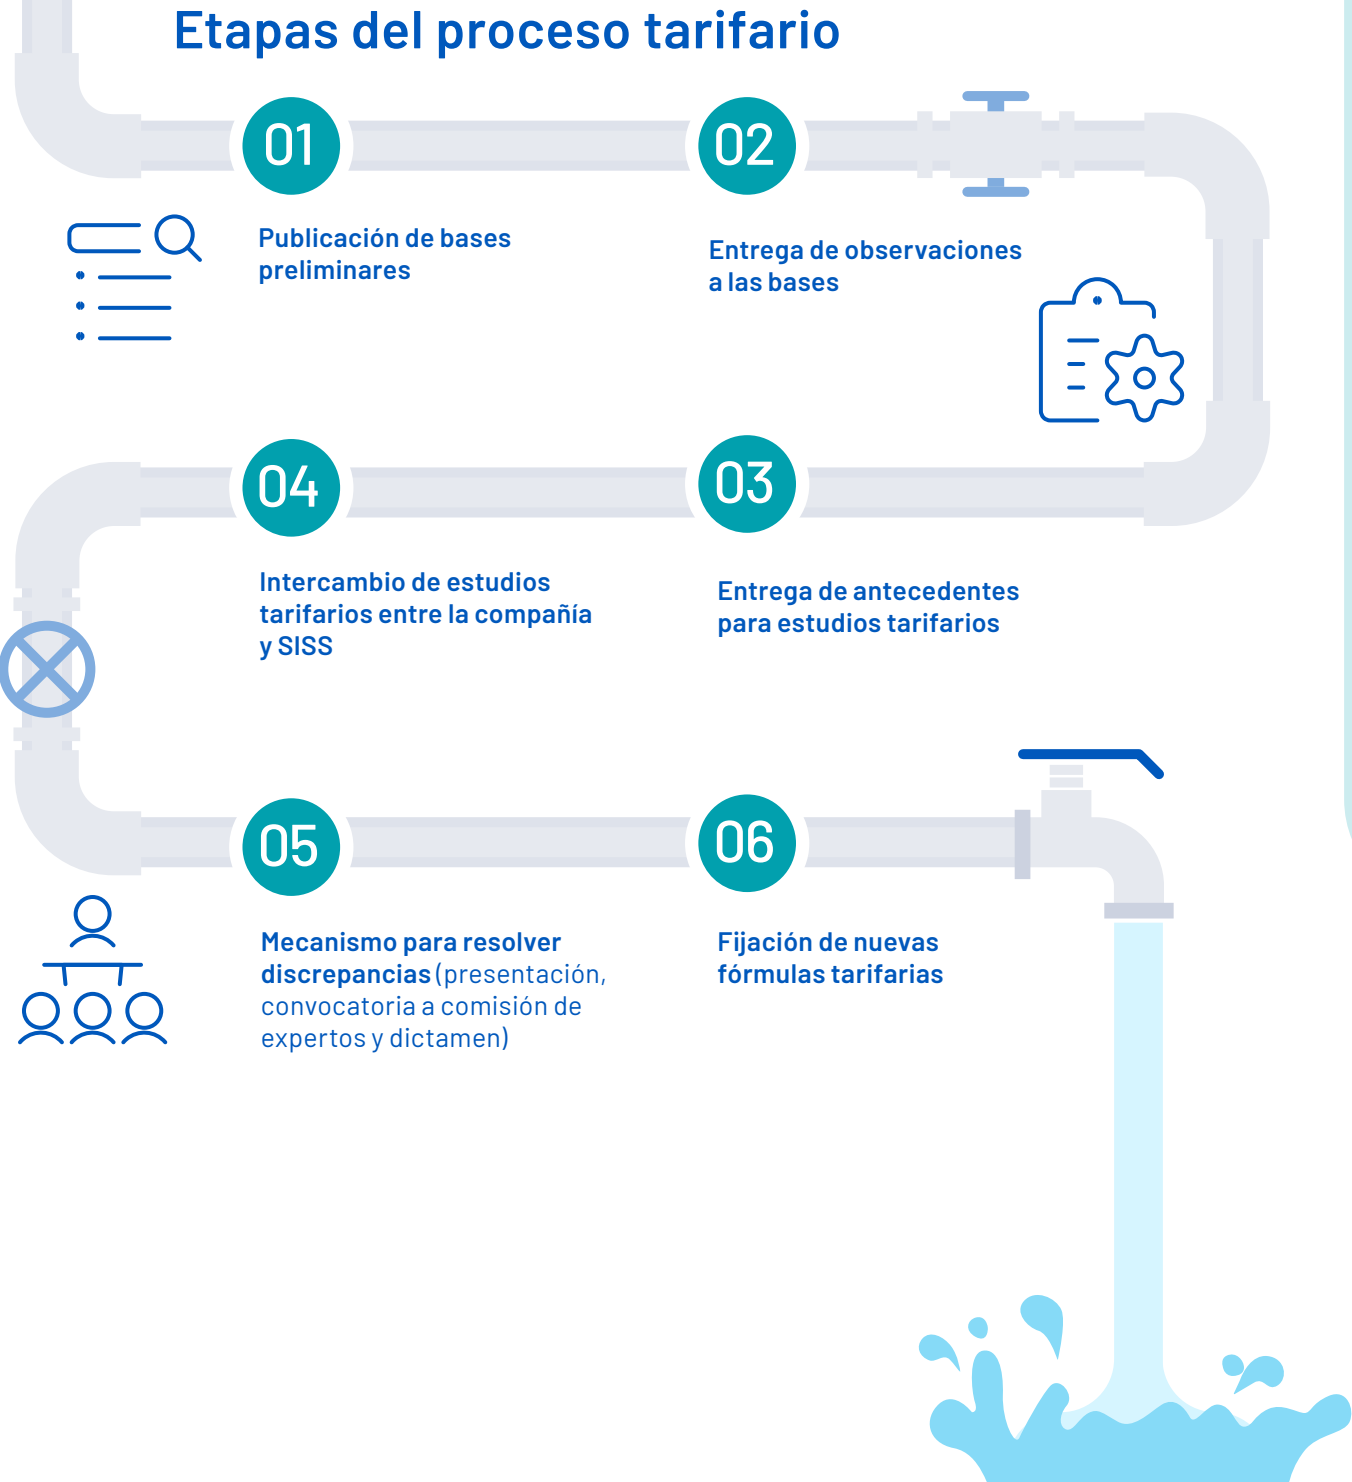 Etapas del proceso tarifario
01
Publicación de bases
preliminares
02
Entrega de observaciones
a las bases
03
Entrega de antecedentes
para estudios tarifarios
04
Intercambio de estudios
tarifarios entre la compañía
y SISS
05
Mecanismo para resolver
discrepancias (presentación,
convocatoria a comisión de
expertos y dictamen)
06
Fijación de nuevas
fórmulas tarifarias